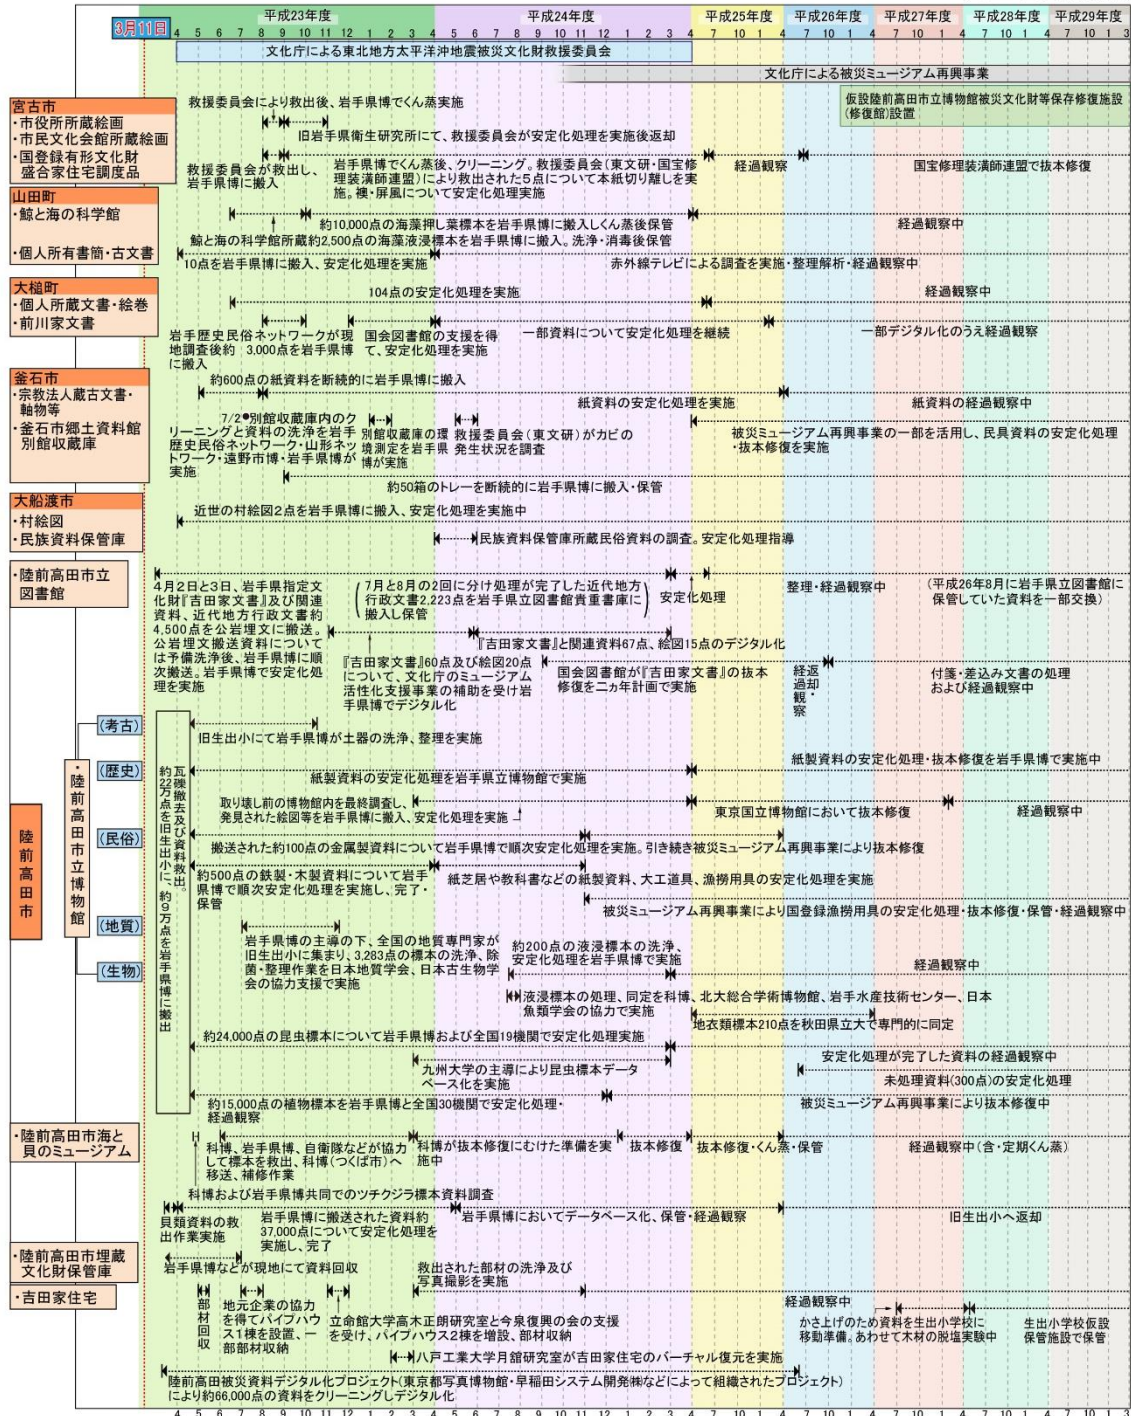 平成23年度 平成24年度 平成25年度 平成26年度 平成27年度 平成28年度 平成29年度
3月11日
4 5 6 7 8 9 10 11 12 1 2 3 4 5 6 7 8 9 10 11 12 1 2 3 4 7 10 1 4 7 10 1 4 7 10 1 4 7 10 1 4 7 10 1 3
文化庁による東北地方太平洋沖地震被災文化財救援委員会
文化庁による被災ミュージアム再興事業
仮設陸前高田市立博物館被災文化財等保存修復施設
(修復館)設置
宮古市
・市役所所蔵絵画
・市民文化会館所蔵絵画
・国登録有形文化財
盛合家住宅調度品
救援委員会により救出後、岩手県博でくん蒸実施
旧岩手県衛生研究所にて、救援委員会が安定化処理を実施後返却
救援委員会が救出し、
岩手県博に搬入
岩手県博でくん蒸後、クリーニング。救援委員会(東文研・国宝修
理装潢師連盟)により救出された5点について本紙切り離しを実
施。襖・屏風について安定化処理実施
経過観察
国宝修理装潢師連盟で抜本修復
山田町
・鯨と海の科学館
・個人所有書簡・古文書
約10,000点の海藻押し葉標本を岩手県博に搬入しくん蒸後保管
経過観察中
鯨と海の科学館所蔵約2,500点の海藻液浸標本を岩手県博に搬入。洗浄・消毒後保管
10点を岩手県博に搬入、安定化処理を実施
赤外線テレビによる調査を実施・整理解析・経過観察中
大槌町
・個人所蔵文書・絵巻
・前川家文書
104点の安定化処理を実施
経過観察中
岩手歴史民俗ネットワークが現
地調査後約 3,000点を岩手県博
に搬入
国会図書館の支援を得
て、安定化処理を実施
一部資料について安定化処理を継続
一部デジタル化のうえ経過観察
釜石市
・宗教法人蔵古文書・
軸物等
・釜石市郷土資料館
別館収蔵庫
約600点の紙資料を断続的に岩手県博に搬入
紙資料の安定化処理を実施
紙資料の経過観察中
7/2●別館収蔵庫内のク
リーニングと資料の洗浄を岩手
歴史民俗ネットワーク・山形ネッ
トワーク・遠野市博・岩手県博が
実施
別館収蔵庫の環
境測定を岩手県
博が実施
救援委員会(東文研)がカビの
発生状況を調査
被災ミュージアム再興事業の一部を活用し、民具資料の安定化処理
・抜本修復を実施
約50箱のトレーを断続的に岩手県博に搬入・保管
大船渡市
・村絵図
・民族資料保管庫
近世の村絵図2点を岩手県博に搬入、安定化処理を実施中
民族資料保管庫所蔵民俗資料の調査。安定化処理指導
・陸前高田市立
図書館
4月2日と3日、岩手県指定文
化財『吉田家文書』及び関連
資料、近代地方行政文書約
4,500点を公岩埋文に搬送。
公岩埋文搬送資料について
は予備洗浄後、岩手県博に順
次搬送。岩手県博で安定化処
理を実施
7月と8月の2回に分け処理が完了した近代地方
行政文書2,223点を岩手県立図書館貴重書庫に
搬入し保管
安定化処理
整理・経過観察中
(平成26年8月に岩手県立図書館に
保管していた資料を一部交換)
『吉田家文書』と関連資料67点、絵図15点のデジタル化
『吉田家文書』60点及び絵図20点
について、文化庁のミュージアム
活性化支援事業の補助を受け岩
手県博でデジタル化
国会図書館が『吉田家文書』の抜本
修復を二ヵ年計画で実施
返却・
経過観察
付箋・差込み文書の処理
および経過観察中
陸前高田市
・陸前高田市立博物館
瓦礫撤去及び資料救出。
約22万点を旧生出小に、約9万点を岩手県博に搬出
(考古)
旧生出小にて岩手県博が土器の洗浄、整理を実施
(歴史)
紙製資料の安定化処理を岩手県立博物館で実施
紙製資料の安定化処理・抜本修復を岩手県博で実施中
取り壊し前の博物館内を最終調査し、
発見された絵図等を岩手県博に搬入、安定化処理を実施
東京国立博物館において抜本修復
経過観察中
(民俗)
搬送された約100点の金属製資料について岩手県博で順次安定化処理を実施。引き続き被災ミュージアム再興事業により抜本修復
約500点の鉄製・木製資料について岩手
県博で順次安定化処理を実施し、完了・
保管
紙芝居や教科書などの紙製資料、大工道具、漁撈用具の安定化処理を実施
被災ミュージアム再興事業により国登録漁撈用具の安定化処理・抜本修復・保管・経過観察中
(地質)
岩手県博の主導の下、全国の地質専門家が
旧生出小に集まり、3,283点の標本の洗浄、除
菌・整理作業を日本地質学会、日本古生物学
会の協力支援で実施
(生物)
約200点の液浸標本の洗浄、
安定化処理を岩手県博で実施
経過観察中
液浸標本の処理、同定を科博、北大総合学術博物館、岩手水産技術センター、日本
魚類学会の協力で実施
地衣類標本210点を秋田県立大で専門的に同定
約24,000点の昆虫標本について岩手県博および全国19機関で安定化処理実施
安定化処理が完了した資料の経過観察中
九州大学の主導により昆虫標本データ
ベース化を実施
未処理資料(300点)の安定化処理
約15,000点の植物標本を岩手県博と全国30機関で安定化処理・
経過観察
被災ミュージアム再興事業により抜本修復中
・陸前高田市海と
貝のミュージアム
科博、岩手県博、自衛隊などが協力
して標本を救出、科博(つくば市)へ
移送、補修作業
科博が抜本修復にむけた準備を実
施中
抜本修復
抜本修復・くん蒸・保管
経過観察中(含・定期くん蒸)
科博および岩手県博共同でのツチクジラ標本資料調査
貝類資料の救
出作業実施
岩手県博に搬送された資料約
37,000点について安定化処理を
実施し、完了
岩手県博においてデータベース化、保管・経過観察
旧生出小へ返却
・陸前高田市埋蔵
文化財保管庫
岩手県博などが現地にて資料回収
・吉田家住宅
救出された部材の洗浄及び
写真撮影を実施
部材回収
地元企業の協力
を得てパイプハウ
ス1棟を設置、一
部部材収納
立命館大学高木正朗研究室と今泉復興の会の支援
を受け、パイプハウス2棟を増設、部材収納
経過観察中
かさ上げのため資料を生出小学校に
移動準備。あわせて木材の脱塩実験中
生出小学校仮設
保管施設で保管
八戸工業大学月舘研究室が吉田家住宅のバーチャル復元を実施
陸前高田被災資料デジタル化プロジェクト(東京都写真博物館・早稲田システム開発㈱などによって組織されたプロジェクト)
により約66,000点の資料をクリーニングしデジタル化
4 5 6 7 8 9 10 11 12 1 2 3 4 5 6 7 8 9 10 11 12 1 2 3 4 7 10 1 4 7 10 1 4 7 10 1 4 7 10 1 4 7 10 1 3